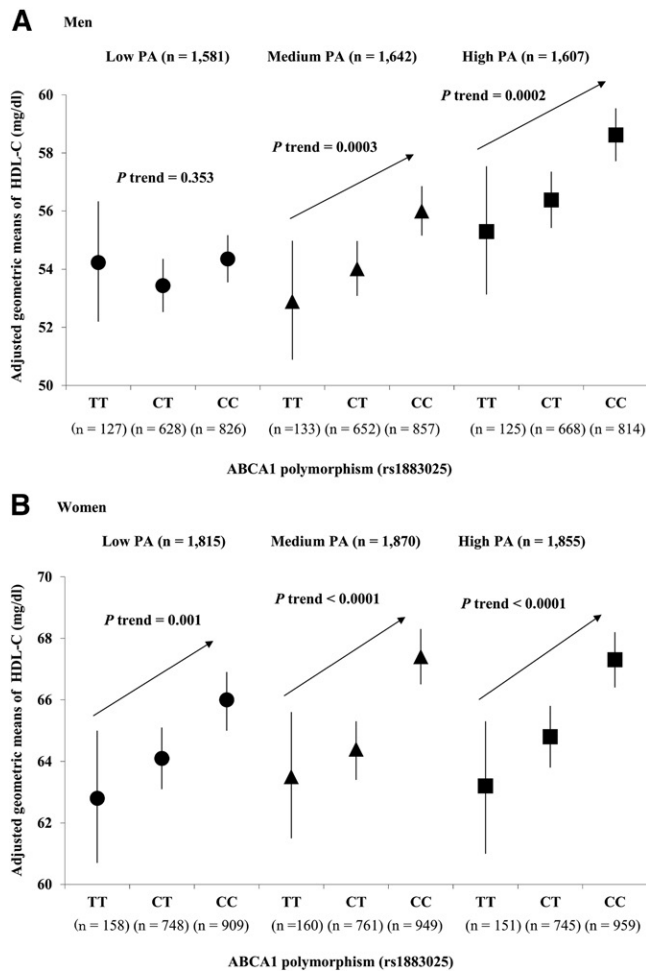 A Men
Low PA (n = 1,581) Medium PA (n = 1,642) High PA (n = 1,607)
Adjusted geometric means of HDL-C (mg/dl)
60
58
56
54
52
50
P trend = 0.353
P trend = 0.0003
P trend = 0.0002
TT CT CC TT CT CC TT CT CC
(n = 127) (n = 628) (n = 826) (n =133) (n = 652) (n = 857) (n = 125) (n = 668) (n = 814)
ABCA1 polymorphism (rs1883025)
B Women
Low PA (n = 1,815) Medium PA (n = 1,870) High PA (n = 1,855)
Adjusted geometric means of HDL-C (mg/dl)
70
68
66
64
62
60
P trend = 0.001
P trend < 0.0001
P trend < 0.0001
TT CT CC TT CT CC TT CT CC
(n = 158) (n = 748) (n = 909) (n =160) (n = 761) (n = 949) (n = 151) (n = 745) (n = 959)
ABCA1 polymorphism (rs1883025)